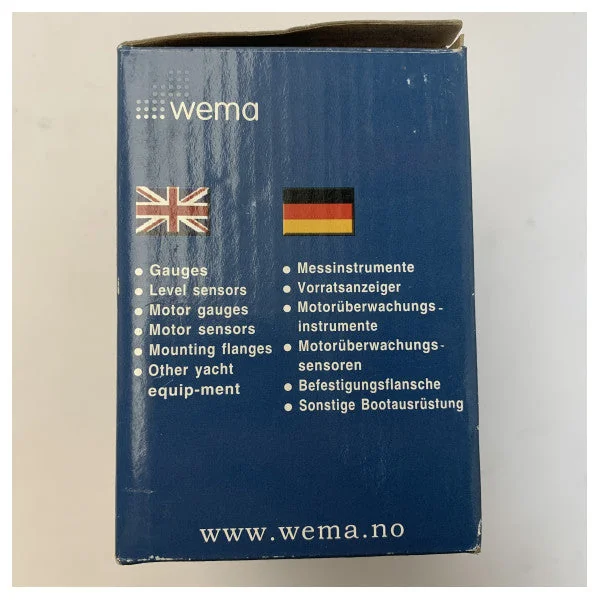 wema
• Gauges
• Level sensors
• Motor gauges
• Motor sensors
• Mounting flanges
• Other yacht
equip-ment
• Messinstrumente
• Vorratsanzeiger
• Motorüberwachungs-
instrumente
• Motorüberwachungs-
sensoren
• Befestigungsflansche
• Sonstige Bootausrüstung
www.wema.no